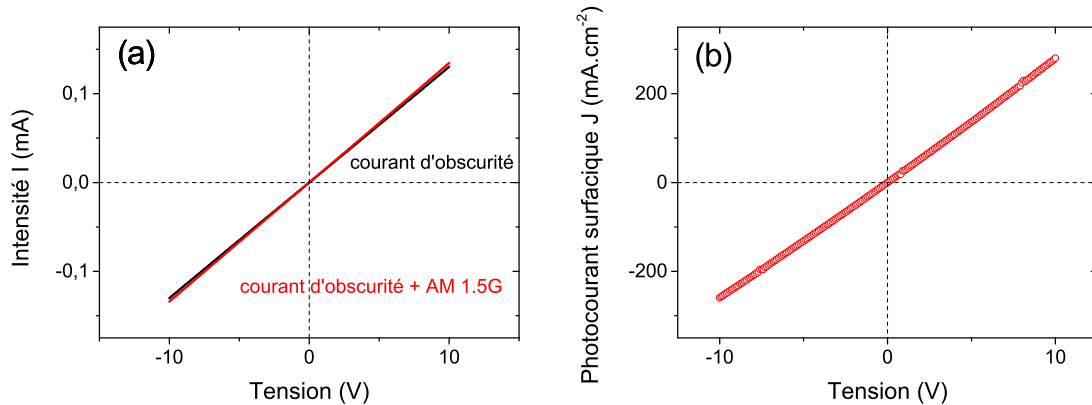 (a)
Intensité I (mA)
0,1
0,0
-0,1
courant d'obscurité
courant d'obscurité + AM 1.5G
-10
0
10
Tension (V)
(b)
Photocourant surfacique J (mA.cm⁻²)
200
0
-200
-10
0
10
Tension (V)